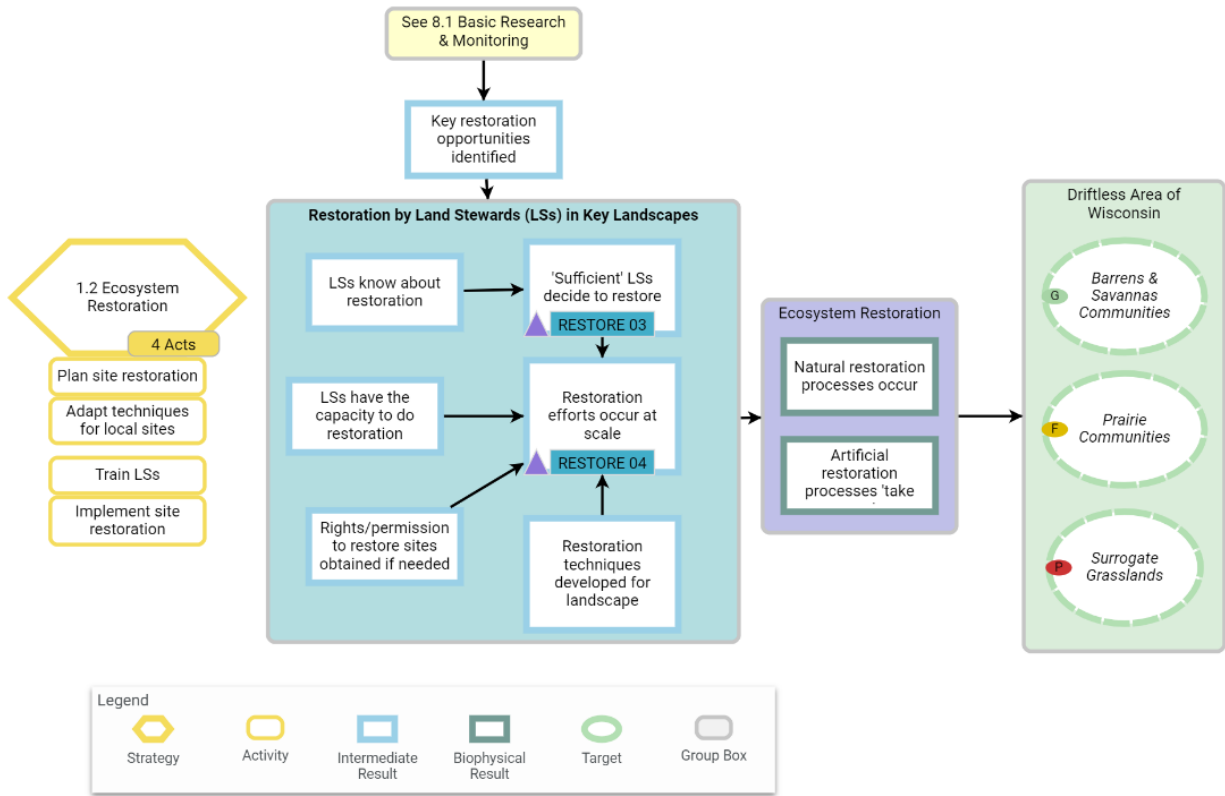 See 8.1 Basic Research
& Monitoring
Key restoration
opportunities
identified
Restoration by Land Stewards (LSs) in Key Landscapes
LSs know about
restoration
'Sufficient' LSs
decide to restore
RESTORE 03
LSs have the
capacity to do
restoration
Restoration
efforts occur at
scale
RESTORE 04
Rights/permission
to restore sites
obtained if needed
Restoration
techniques
developed for
landscape
1.2 Ecosystem
Restoration
4 Acts
Plan site restoration
Adapt techniques
for local sites
Train LSs
Implement site
restoration
Ecosystem Restoration
Natural restoration
processes occur
Artificial
restoration
processes 'take
Driftless Area of
Wisconsin
Barrens &
Savannas
Communities
G
Prairie
Communities
F
Surrogate
Grasslands
P
Legend
Strategy
Activity
Intermediate
Result
Biophysical
Result
Target
Group Box